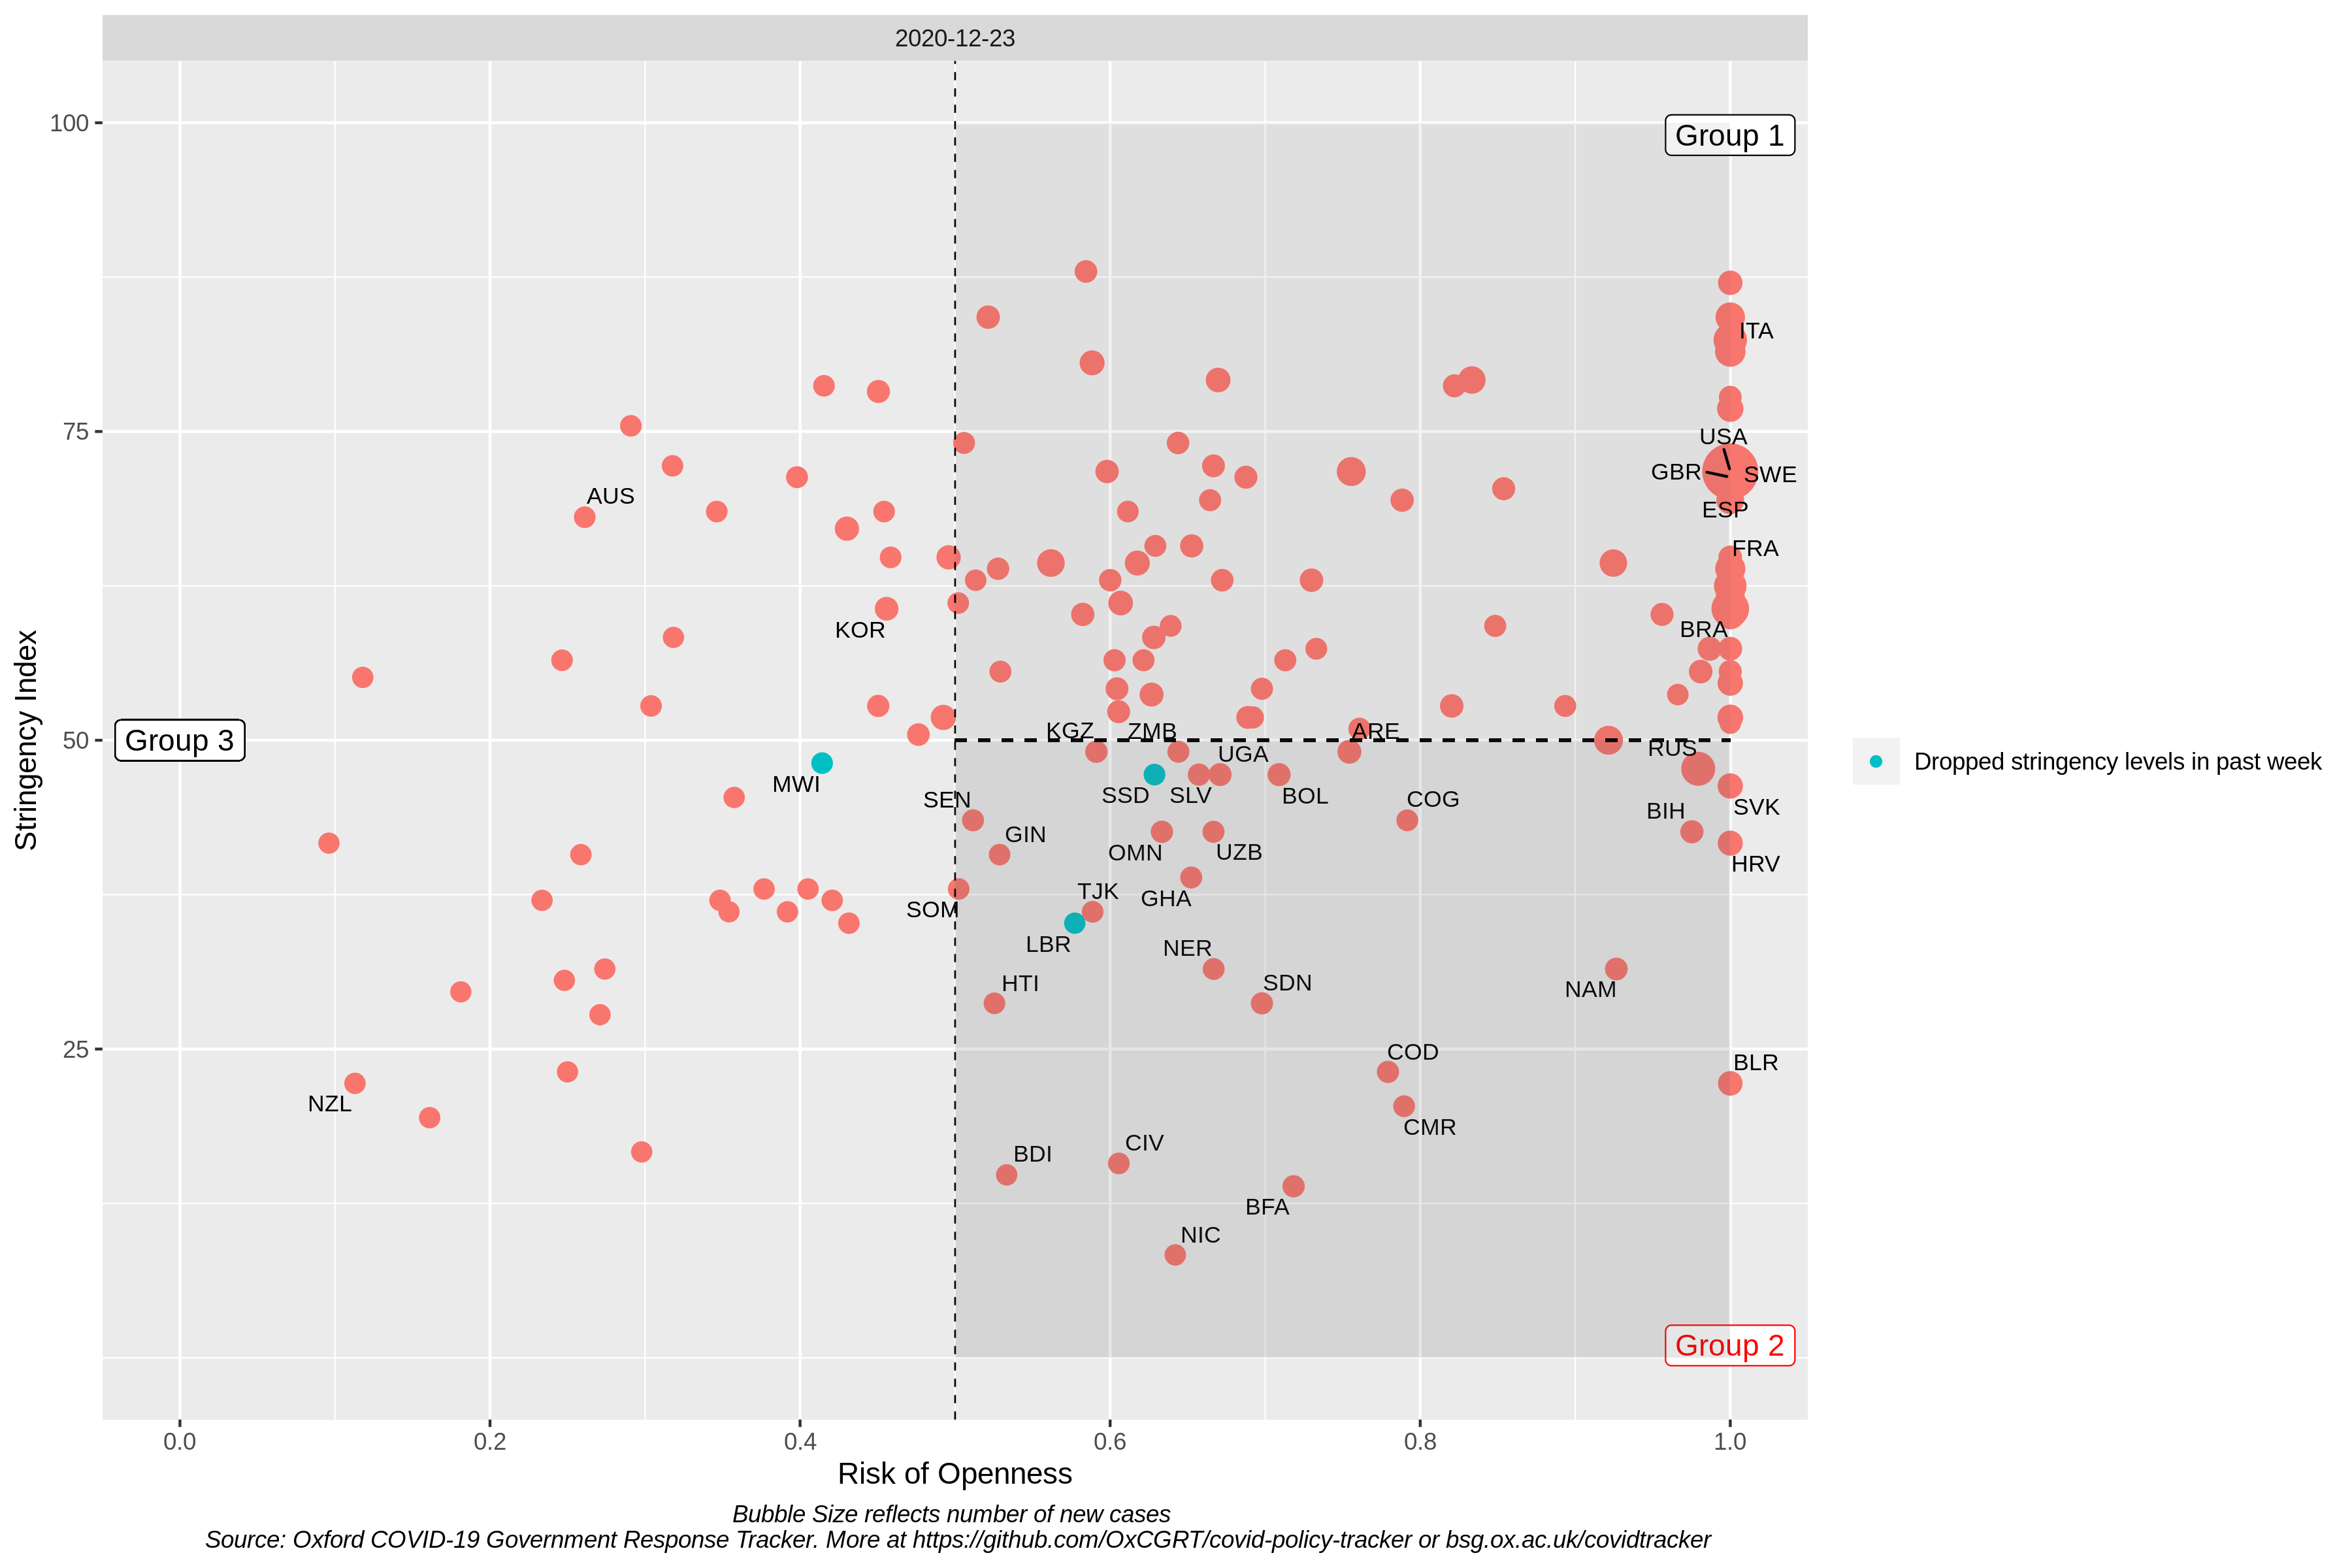 2020-12-23
100
Group 1
ITA
75
USA
GBR
SWE
AUS
ESP
FRA
KOR
BRA
50
Group 3
KGZ
ZMB
ARE
RUS
UGA
MWI
SEN
SSD
SLV
BOL
COG
BIH
SVK
GIN
OMN
UZB
HRV
SOM
TJK
GHA
LBR
NER
HTI
SDN
NAM
25
COD
BLR
NZL
CMR
BDI
CIV
BFA
NIC
Group 2
Stringency Index
0.0 0.2 0.4 0.6 0.8 1.0
Risk of Openness
Dropped stringency levels in past week
Bubble Size reflects number of new cases
Source: Oxford COVID-19 Government Response Tracker. More at https://github.com/OxCGRT/covid-policy-tracker or bsg.ox.ac.uk/covidtracker